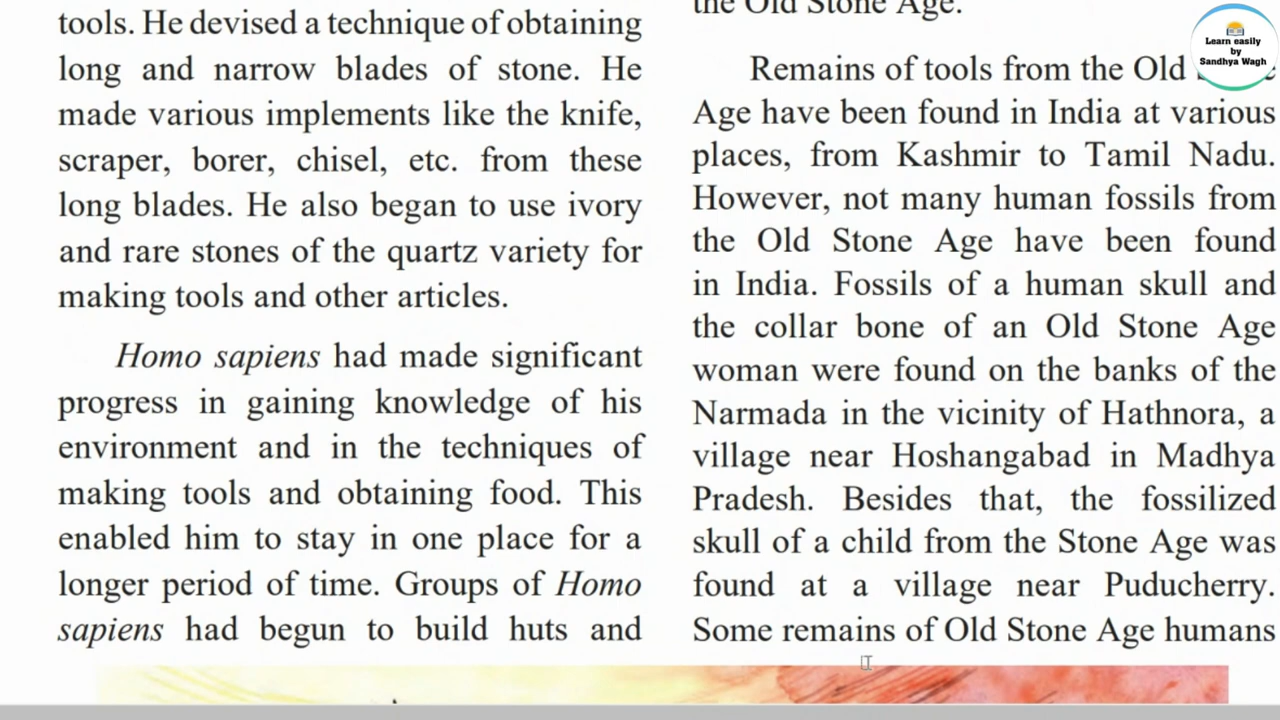 tools. He devised a technique of obtaining
long and narrow blades of stone. He
made various implements like the knife,
scraper, borer, chisel, etc. from these
long blades. He also began to use ivory
and rare stones of the quartz variety for
making tools and other articles.
Homo sapiens had made significant
progress in gaining knowledge of his
environment and in the techniques of
making tools and obtaining food. This
enabled him to stay in one place for a
longer period of time. Groups of Homo
sapiens had begun to build huts and
the Old Stone Age.
Remains of tools from the Old
Age have been found in India at various
places, from Kashmir to Tamil Nadu.
However, not many human fossils from
the Old Stone Age have been found
in India. Fossils of a human skull and
the collar bone of an Old Stone Age
woman were found on the banks of the
Narmada in the vicinity of Hathnora, a
village near Hoshangabad in Madhya
Pradesh. Besides that, the fossilized
skull of a child from the Stone Age was
found at a village near Puducherry.
Some remains of Old Stone Age humans
Learn easily
by
Sandhya Wagh